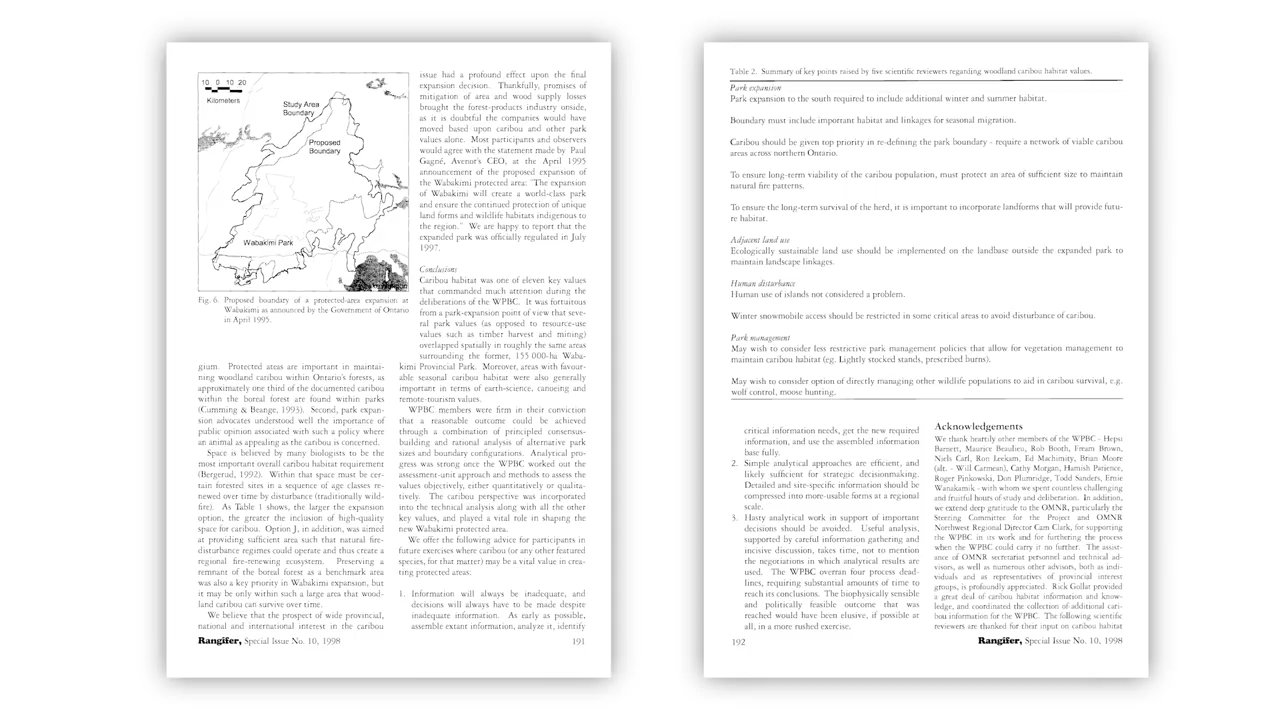 10 0 10 20
Kilometers
Study Area
Boundary
Proposed
Boundary
Wabakimi Park
Fig. 6. Proposed boundary of a protected-area expansion at
Wabakimi as announced by the Government of Ontario
in April 1995.
gium. Protected areas are important in maintai-
ning woodland caribou within Ontario's forests, as
approximately one third of the documented caribou
within the boreal forest are found within parks
(Cumming & Beange, 1993). Second, park expan-
sion advocates understood well the importance of
public opinion associated with such a policy where
an animal as appealing as the caribou is concerned.
Space is believed by many biologists to be the
most important overall caribou habitat requirement
(Bergerud, 1992). Within that space must be cer-
tain forested sites in a sequence of age classes re-
newed over time by disturbance (traditionally wild-
fire). As Table 1 shows, the larger the expansion
option, the greater the inclusion of high-quality
space for caribou. Option J, in addition, was aimed
at providing sufficient area such that natural fire-
disturbance regimes could operate and thus create a
regional fire-renewing ecosystem. Preserving a
remnant of the boreal forest as a benchmark area
was also a key priority in Wabakimi expansion, but
it may be only within such a large area that wood-
land caribou can survive over time.
We believe that the prospect of wide provincial,
national and international interest in the caribou
issue had a profound effect upon the final
expansion decision. Thankfully, promises of
mitigation of area and wood supply losses
brought the forest-products industry onside,
as it is doubtful the companies would have
moved based upon caribou and other park
values alone. Most participants and observers
would agree with the statement made by Paul
Gagné, Avenor's CEO, at the April 1995
announcement of the proposed expansion of
the Wabakimi protected area: "The expansion
of Wabakimi will create a world-class park
and ensure the continued protection of unique
land forms and wildlife habitats indigenous to
the region." We are happy to report that the
expanded park was officially regulated in July
1997.
Conclusions
Caribou habitat was one of eleven key values
that commanded much attention during the
deliberations of the WPBC. It was fortuitous
from a park-expansion point of view that seve-
ral park values (as opposed to resource-use
values such as timber harvest and mining)
overlapped spatially in roughly the same areas
surrounding the former, 155 000-ha Waba-
kimi Provincial Park. Moreover, areas with favour-
able seasonal caribou habitat were also generally
important in terms of earth-science, canoeing and
remote-tourism values.
WPBC members were firm in their conviction
that a reasonable outcome could be achieved
through a combination of principled consensus-
building and rational analysis of alternative park
sizes and boundary configurations. Analytical pro-
gress was strong once the WPBC worked out the
assessment-unit approach and methods to assess the
values objectively, either quantitatively or qualita-
tively. The caribou perspective was incorporated
into the technical analysis along with all the other
key values, and played a vital role in shaping the
new Wabakimi protected area.
We offer the following advice for participants in
future exercises where caribou (or any other featured
species, for that matter) may be a vital value in crea-
ting protected areas:
1. Information will always be inadequate, and
decisions will always have to be made despite
inadequate information. As early as possible,
assemble extant information, analyze it, identify
Rangifer, Special Issue No. 10, 1998
191
Table 2. Summary of key points raised by five scientific reviewers regarding woodland caribou habitat values.
Park expansion
Park expansion to the south required to include additional winter and summer habitat.
Boundary must include important habitat and linkages for seasonal migration.
Caribou should be given top priority in re-defining the park boundary - require a network of viable caribou
areas across northern Ontario.
To ensure long-term viability of the caribou population, must protect an area of sufficient size to maintain
natural fire patterns.
To ensure the long-term survival of the herd, it is important to incorporate landforms that will provide futu-
re habitat.
Adjacent land use
Ecologically sustainable land use should be implemented on the landbase outside the expanded park to
maintain landscape linkages.
Human disturbance
Human use of islands not considered a problem.
Winter snowmobile access should be restricted in some critical areas to avoid disturbance of caribou.
Park management
May wish to consider less restrictive park management policies that allow for vegetation management to
maintain caribou habitat (eg. Lightly stocked stands, prescribed burns).
May wish to consider option of directly managing other wildlife populations to aid in caribou survival, e.g.
wolf control, moose hunting.
critical information needs, get the new required
information, and use the assembled information
base fully.
2. Simple analytical approaches are efficient, and
likely sufficient for strategic decisionmaking.
Detailed and site-specific information should be
compressed into more-usable forms at a regional
scale.
3. Hasty analytical work in support of important
decisions should be avoided. Useful analysis,
supported by careful information gathering and
incisive discussion, takes time, not to mention
the negotiations in which analytical results are
used. The WPBC overran four process dead-
lines, requiring substantial amounts of time to
reach its conclusions. The biophysically sensible
and politically feasible outcome that was
reached would have been elusive, if possible at
all, in a more rushed exercise.
Acknowledgements
We thank heartily other members of the WPBC - Hepsi
Barnett, Maurice Beaulieu, Rob Booth, Fream Brown,
Niels Carl, Ron Leekam, Ed Machimity, Brian Moore
(alt. - Will Carmean), Cathy Morgan, Hamish Patience,
Roger Pinkowski, Don Plumridge, Todd Sanders, Ernie
Wanakamik - with whom we spent countless challenging
and fruitful hours of study and deliberation. In addition,
we extend deep gratitude to the OMNR, particularly the
Steering Committee for the Project and OMNR
Northwest Regional Director Cam Clark, for supporting
the WPBC in its work and for furthering the process
when the WPBC could carry it no further. The assist-
ance of OMNR secretariat personnel and technical ad-
visors, as well as numerous other advisors, both as indi-
viduals and as representatives of provincial interest
groups, is profoundly appreciated. Rick Gollat provided
a great deal of caribou habitat information and know-
ledge, and coordinated the collection of additional cari-
bou information for the WPBC. The following scientific
reviewers are thanked for their input on caribou habitat
192
Rangifer, Special Issue No. 10, 1998